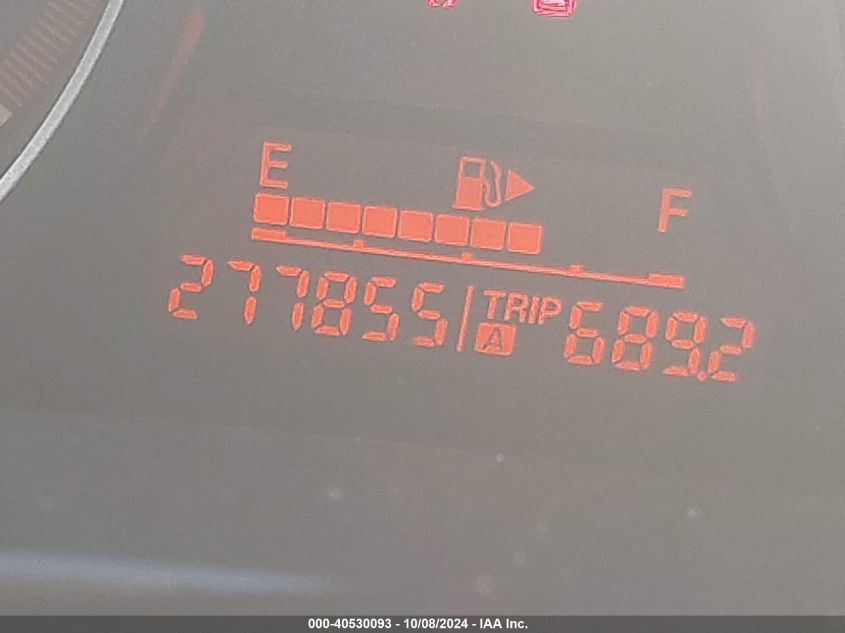 E F
277855 TRIP A 689.2
000-40530093 - 10/08/2024 - IAA Inc.